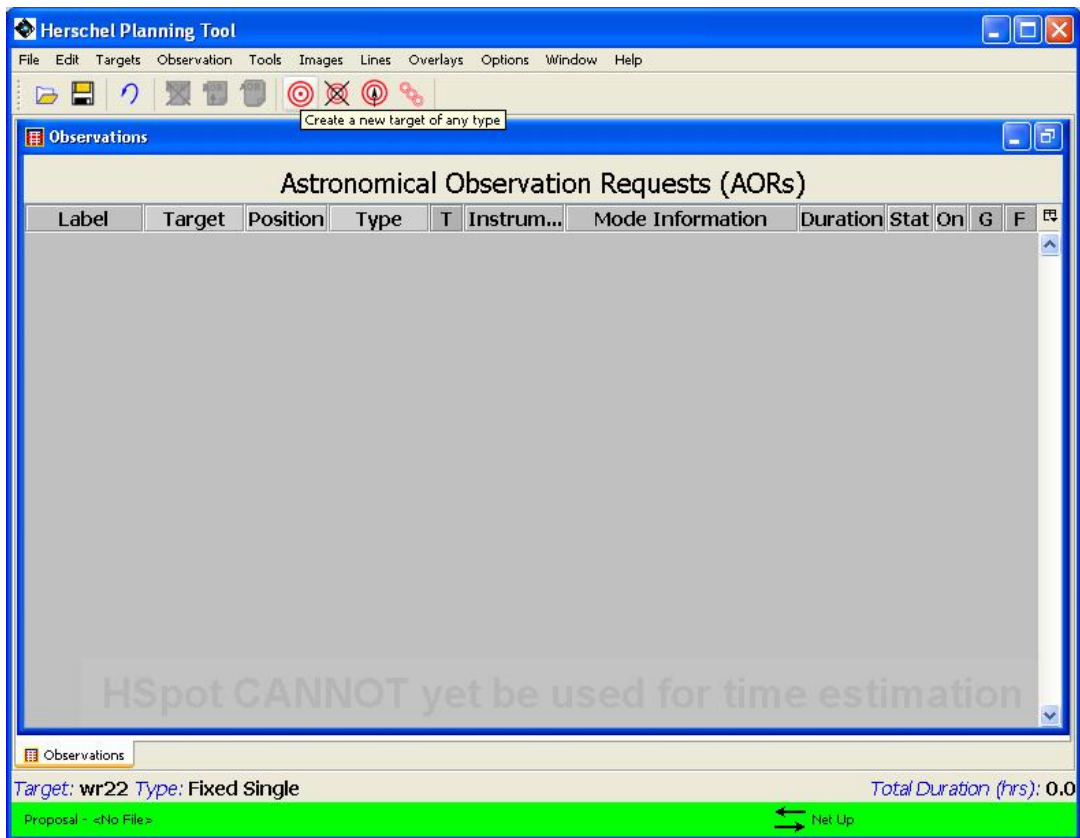 Herschel Planning Tool
File Edit Targets Observation Tools Images Lines Overlays Options Window Help
Create a new target of any type
Observations
Astronomical Observation Requests (AORs)
Label Target Position Type T Instrum... Mode Information Duration Stat On G F
HSpot CANNOT yet be used for time estimation
Observations
Target: wr22 Type: Fixed Single Total Duration (hrs): 0.0
Proposal - <No File> Net Up